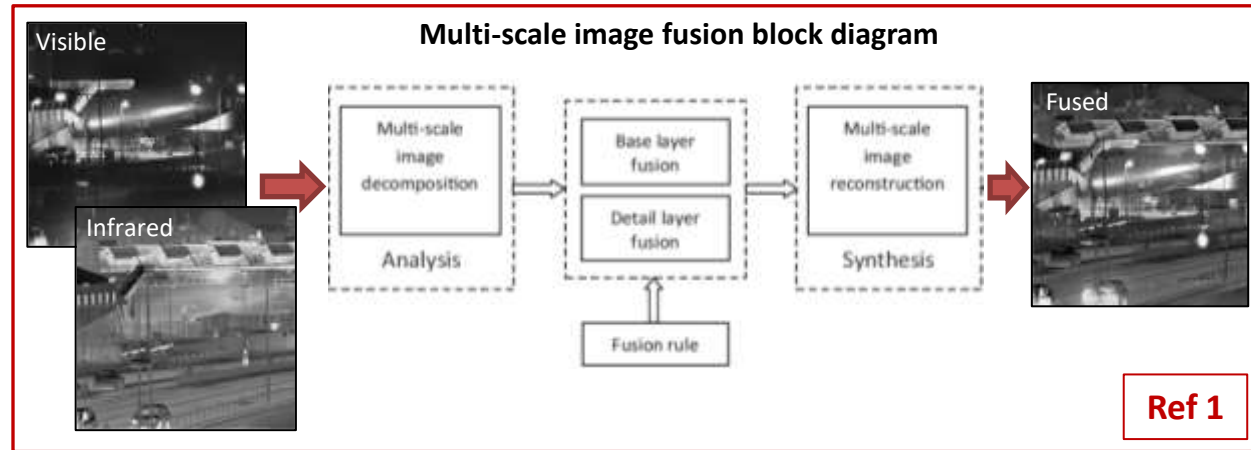 Multi-scale image fusion block diagram
Visible
Infrared
Multi-scale
image
decomposition
Analysis
Base layer
fusion
Detail layer
fusion
Fusion rule
Multi-scale
image
reconstruction
Synthesis
Fused
Ref 1